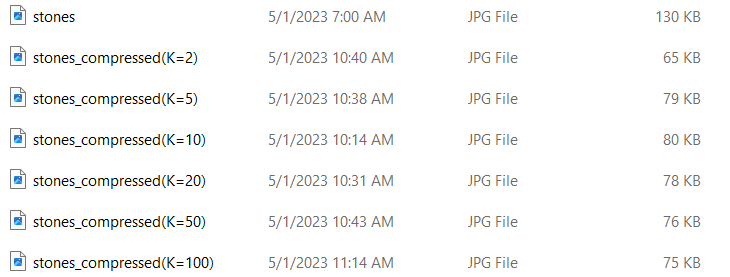 stones 5/1/2023 7:00 AM JPG File 130 KB
stones_compressed(K=2) 5/1/2023 10:40 AM JPG File 65 KB
stones_compressed(K=5) 5/1/2023 10:38 AM JPG File 79 KB
stones_compressed(K=10) 5/1/2023 10:14 AM JPG File 80 KB
stones_compressed(K=20) 5/1/2023 10:31 AM JPG File 78 KB
stones_compressed(K=50) 5/1/2023 10:43 AM JPG File 76 KB
stones_compressed(K=100) 5/1/2023 11:14 AM JPG File 75 KB